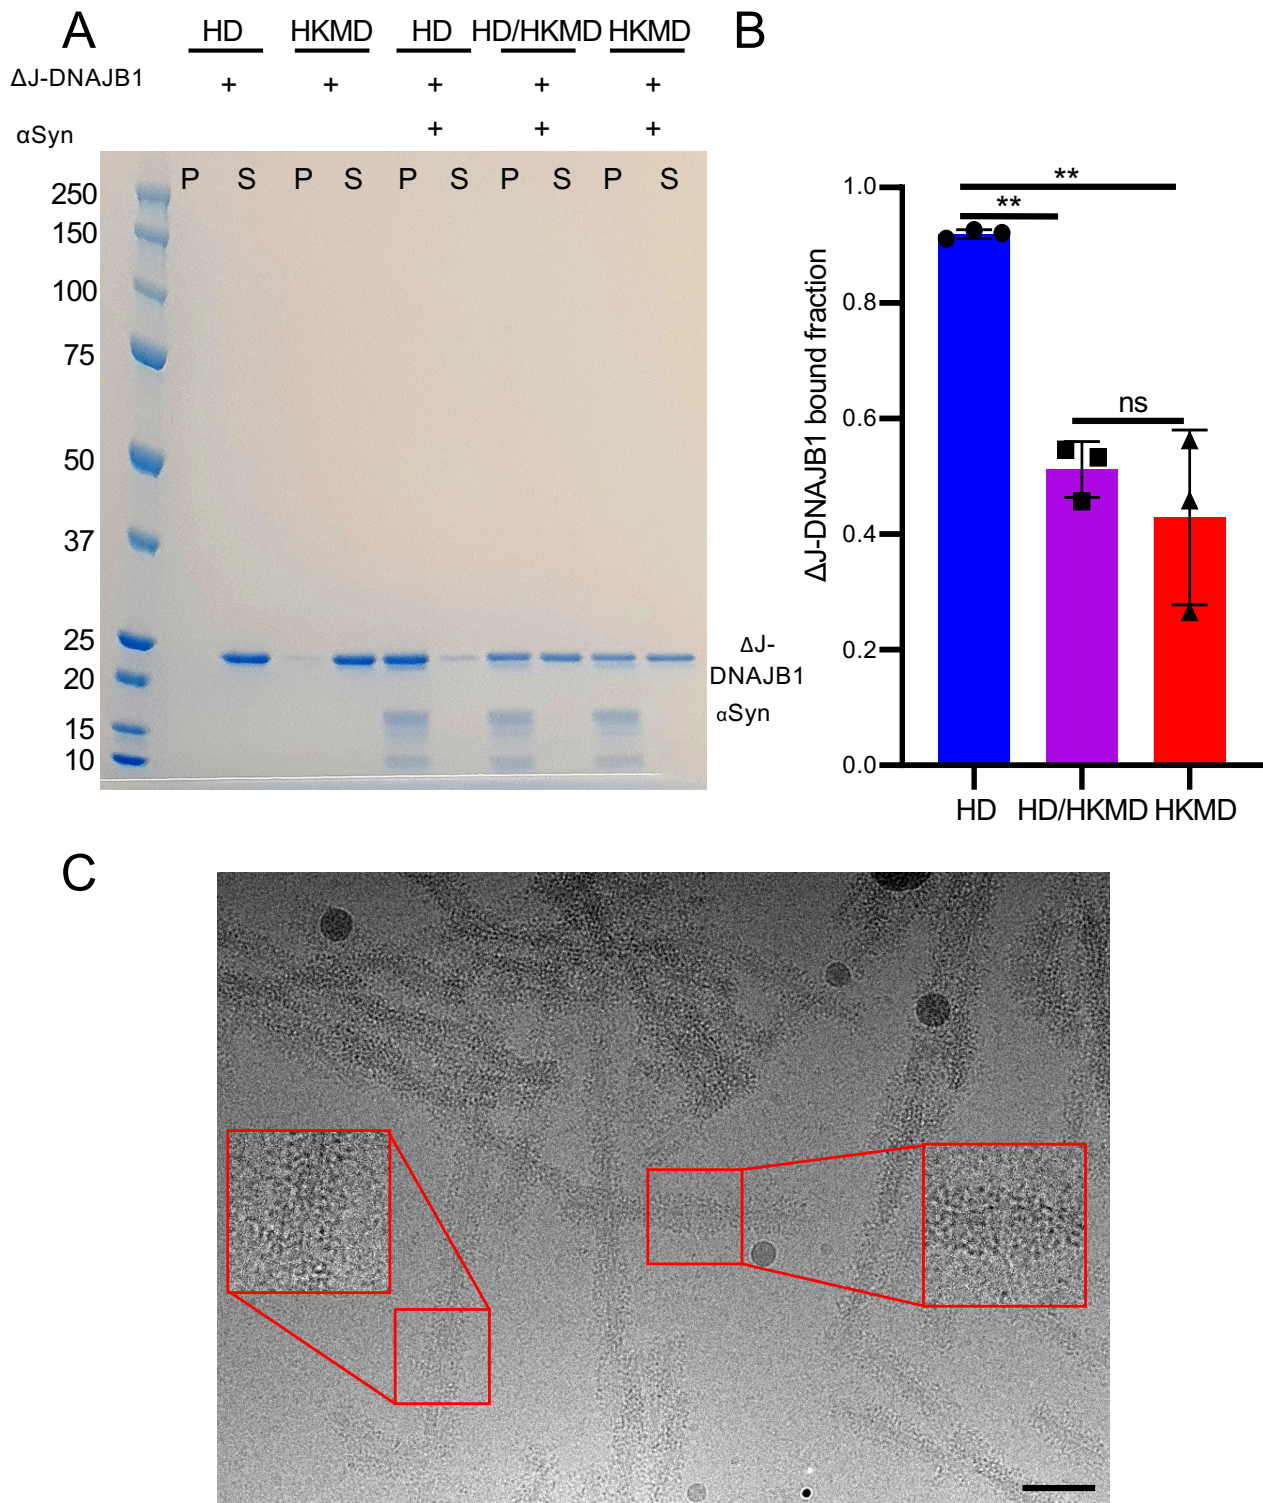 A
HD HKMD HD HD/HKMD HKMD
ΔJ-DNAJB1 + + + + +
αSyn + + +
P S P S P S P S P S
250
150
100
75
50
37
25
20
15
10
ΔJ-
DNAJB1
αSyn
B
**
**
ns
ΔJ-DNAJB1 bound fraction
1.0
0.8
0.6
0.4
0.2
0.0
HD HD/HKMD HKMD
C